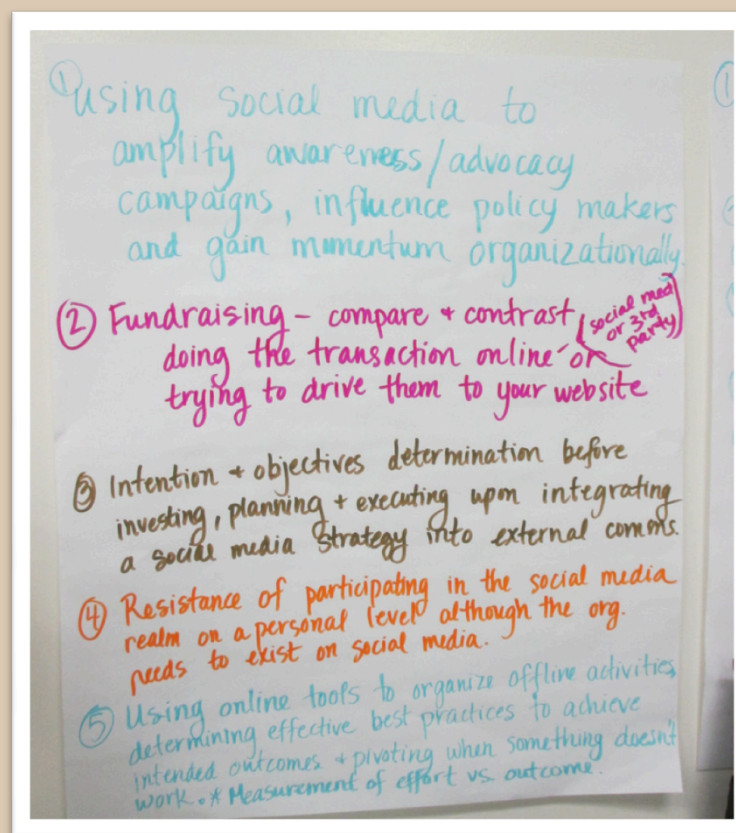 ① using social media to
amplify awareness/advocacy
campaigns, influence policy makers
and gain momentum organizationally.
② Fundraising - compare + contrast (social med or 3rd party)
doing the transaction online or
trying to drive them to your website
③ Intention + objectives determination before
investing, planning + executing upon integrating
a social media strategy into external comms.
④ Resistance of participating in the social media
realm on a personal level although the org.
needs to exist on social media.
⑤ Using online tools to organize offline activities,
determining effective best practices to achieve
intended outcomes + pivoting when something doesn't
work. * Measurement of effort vs. outcome.
①